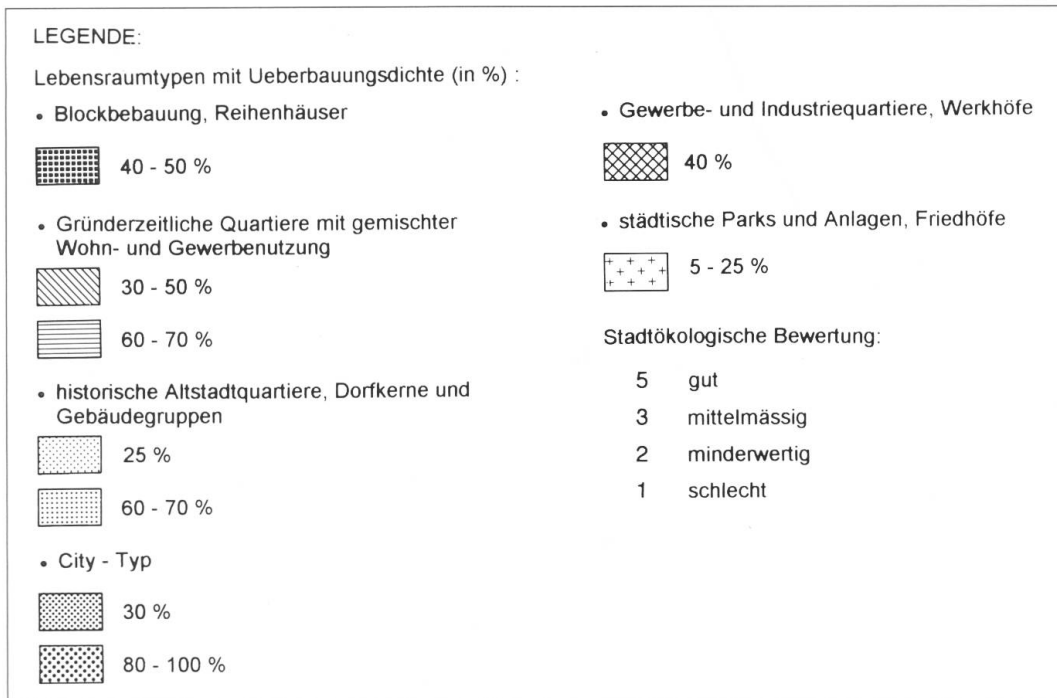 LEGENDE:
Lebensraumtypen mit Ueberbauungsdichte (in %) :
• Blockbebauung, Reihenhäuser
40 - 50 %
• Gründerzeitliche Quartiere mit gemischter
Wohn- und Gewerbenutzung
30 - 50 %
60 - 70 %
• historische Altstadtquartiere, Dorfkerne und
Gebäudegruppen
25 %
60 - 70 %
• City - Typ
30 %
80 - 100 %
• Gewerbe- und Industriequartiere, Werkhöfe
40 %
• städtische Parks und Anlagen, Friedhöfe
5 - 25 %
Stadtökologische Bewertung:
5 gut
3 mittelmässig
2 minderwertig
1 schlecht